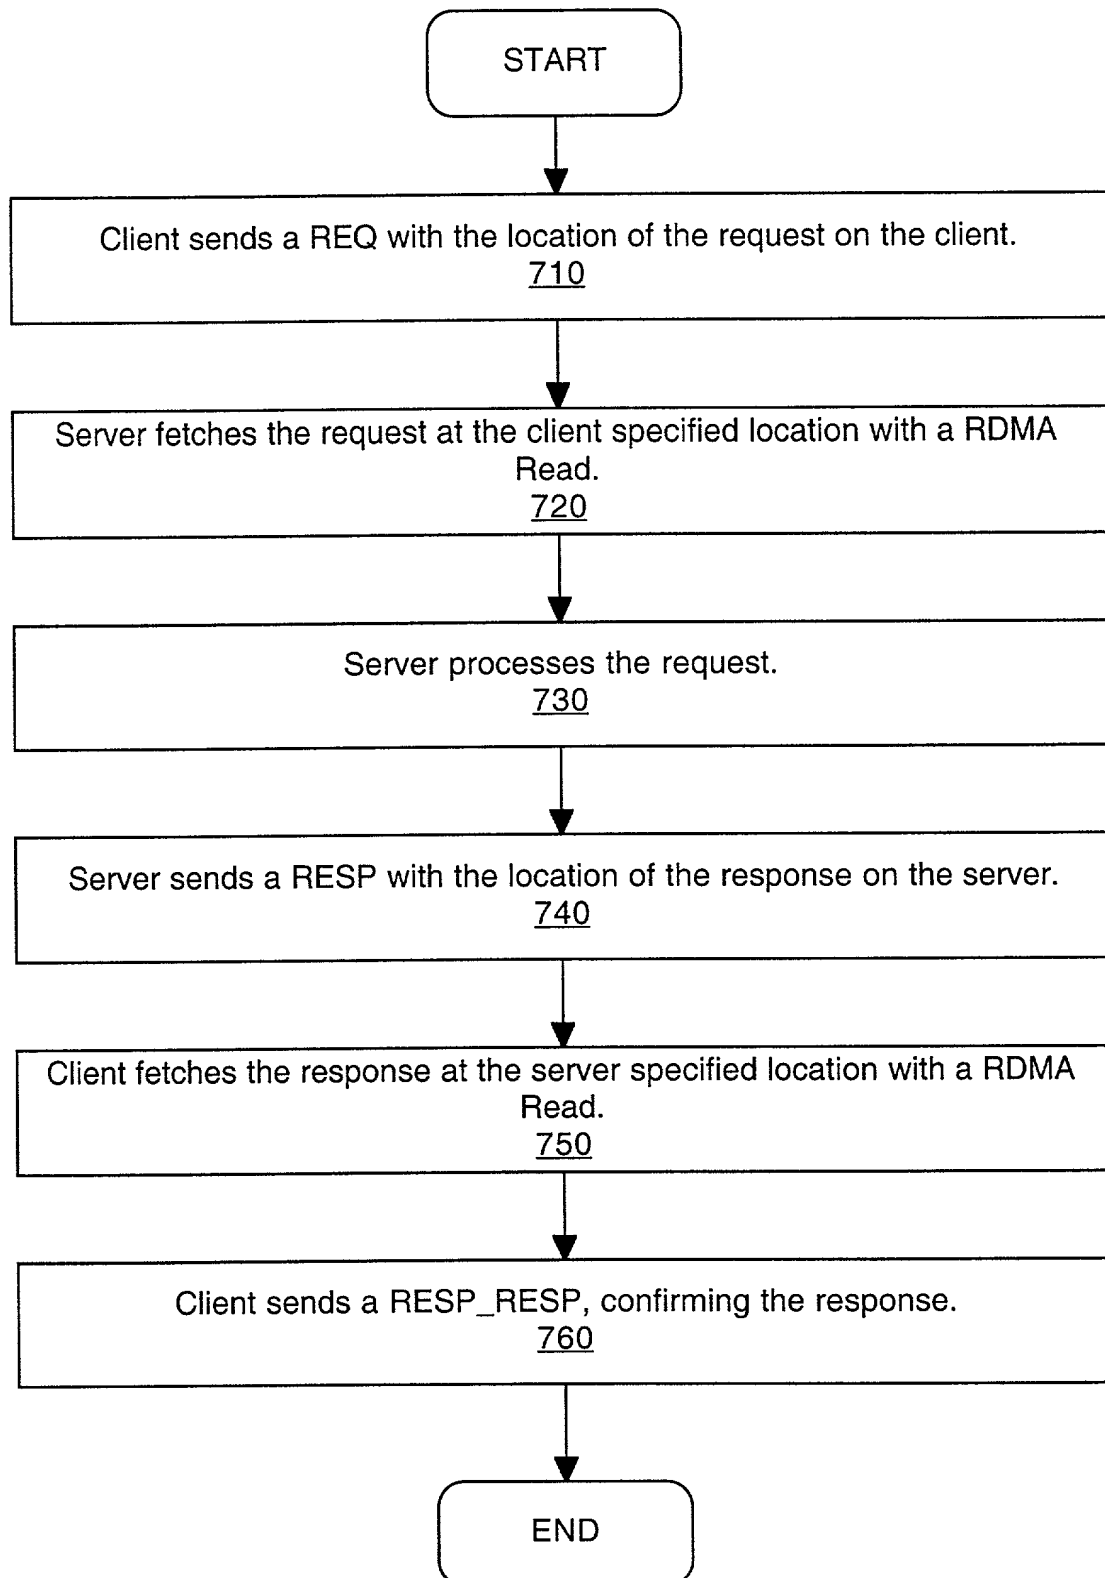 START
Client sends a REQ with the location of the request on the client.
710
Server fetches the request at the client specified location with a RDMA
Read.
720
Server processes the request.
730
Server sends a RESP with the location of the response on the server.
740
Client fetches the response at the server specified location with a RDMA
Read.
750
Client sends a RESP_RESP, confirming the response.
760
END